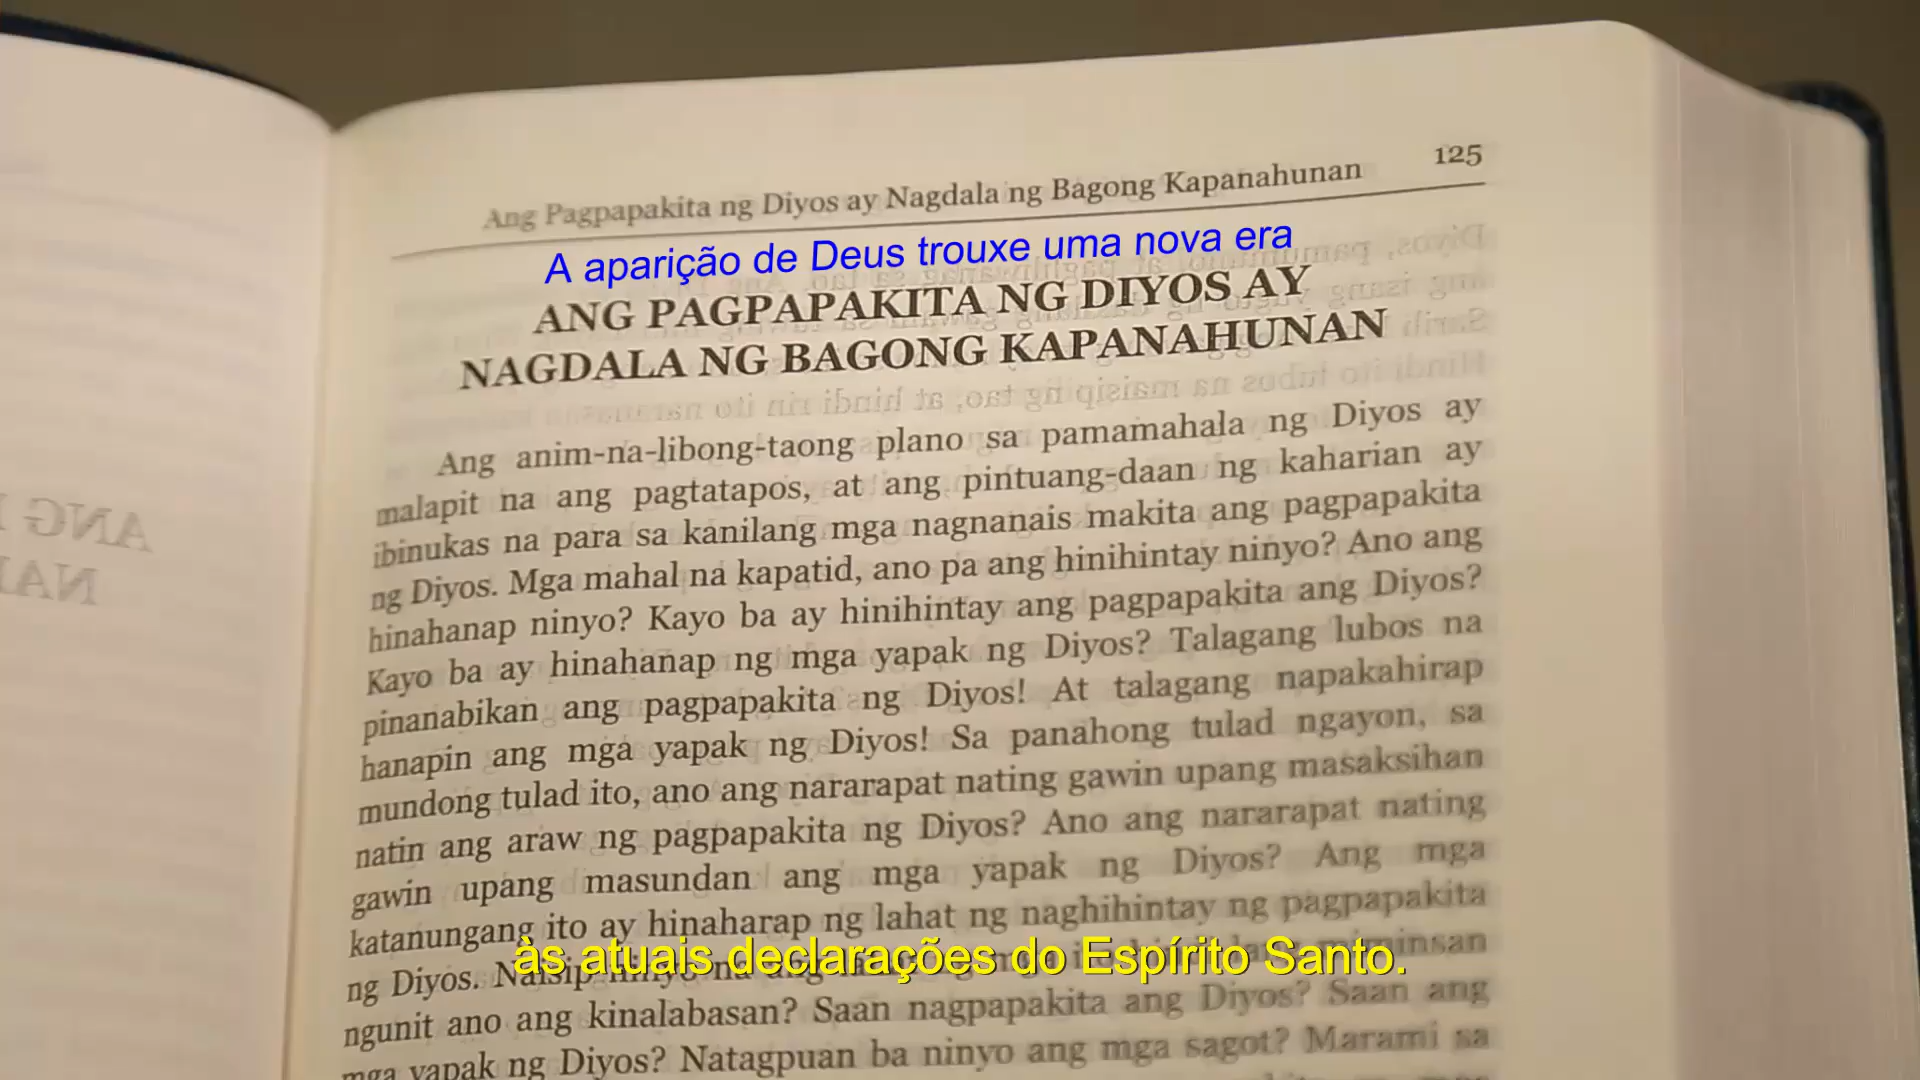 Ang Pagpapakita ng Diyos ay Nagdala ng Bagong Kapanahunan 125
A aparição de Deus trouxe uma nova era
ANG PAGPAPAKITA NG DIYOS AY
NAGDALA NG BAGONG KAPANAHUNAN
Ang anim-na-libong-taong plano sa pamamahala ng Diyos ay
malapit na ang pagtatapos, at ang pintuang-daan ng kaharian ay
ibinukas na para sa kanilang mga nagnanais makita ang pagpapakita
ng Diyos. Mga mahal na kapatid, ano pa ang hinihintay ninyo? Ano ang
hinahanap ninyo? Kayo ba ay hinihintay ang pagpapakita ang Diyos?
Kayo ba ay hinahanap ng mga yapak ng Diyos? Talagang lubos na
pinanabikan ang pagpapakita ng Diyos! At talagang napakahirap
hanapin ang mga yapak ng Diyos! Sa panahong tulad ngayon, sa
mundong tulad ito, ano ang nararapat nating gawin upang masaksihan
natin ang araw ng pagpapakita ng Diyos? Ano ang nararapat nating
gawin upang masundan ang mga yapak ng Diyos? Ang mga
katanungang ito ay hinaharap ng lahat ng naghihintay ng pagpapakita
ng Diyos. miminsan
às atuais declarações do Espírito Santo.
ngunit ano ang kinalabasan? Saan nagpapakita ang Diyos? Saan ang
mga yapak ng Diyos? Natagpuan ba ninyo ang mga sagot? Marami sa